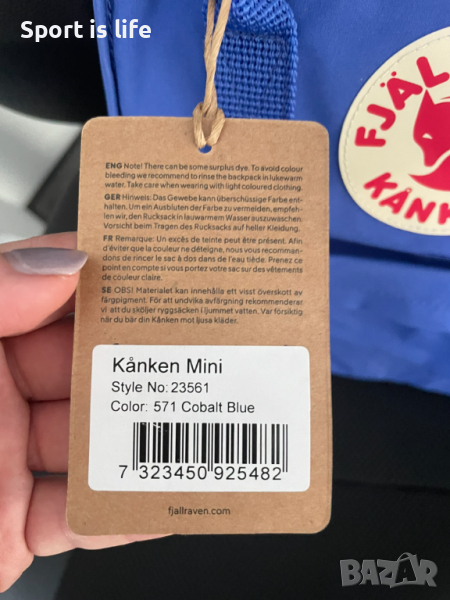 Sport is life
FJÄL
KÅNK
ENG Note! There can be some surplus dye. To avoid colour
bleeding we recommend to rinse the backpack in lukewarm
water. Take care when wearing with light coloured clothing.
GER Hinweis: Das Gewebe kann überschüssige Farbe ent-
halten. Um ein Ausbluten der Farbe zu vermeiden, empfeh-
len wir, den Rucksack in lauwarmem Wasser auszuwaschen.
Vorsicht beim Tragen des Rucksacks auf heller Kleidung.
FR Remarque: Un excés de teinte peut être présent. Afin
d'éviter que la couleur ne déteigne, nous vous recomman-
dons de rincer le sac à dos dans de l'eau tiède. Prenez ce
point en compte si vous portez votre sac sur des vêtements
de couleur claire.
SE OBS! Materialet kan innehålla ett visst överskott av
färgpigment. För att undvika avfärgning rekommenderar
vi att du sköljer ryggsäcken i ljummet vatten. Var försiktig
när du bär din Kånken mot ljusa kläder.
Kånken Mini
Style No: 23561
Color: 571 Cobalt Blue
7 323450 925482
fjallraven.com
BAZAR